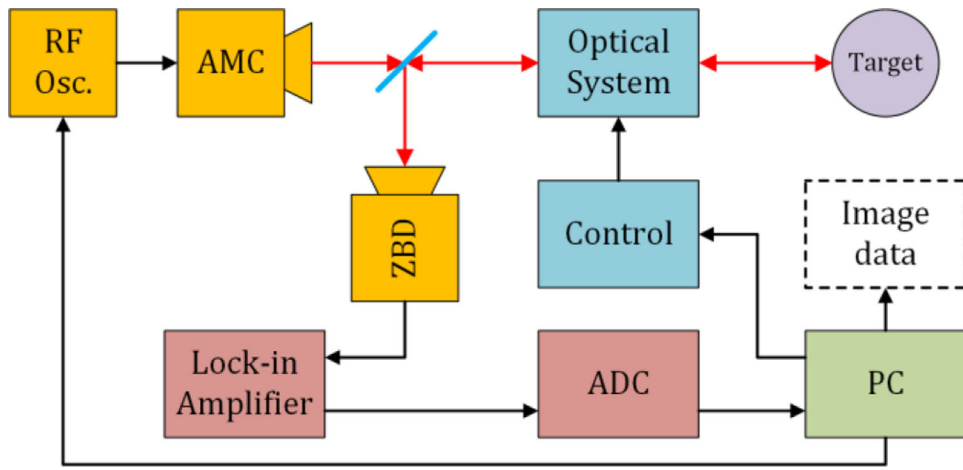 RF
Osc.
AMC
Optical
System
Target
ZBD
Control
Image
data
Lock-in
Amplifier
ADC
PC